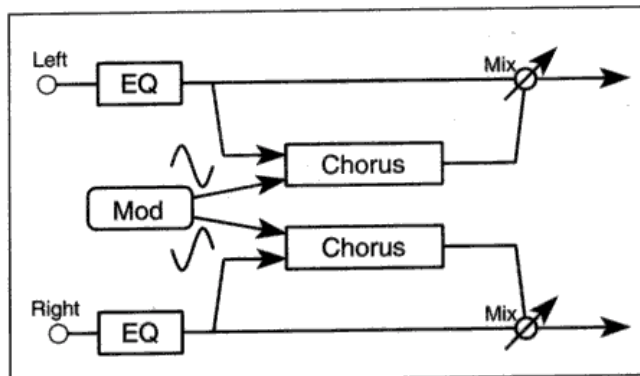 Left
EQ
Mix
Chorus
Mod
Chorus
Right
EQ
Mix